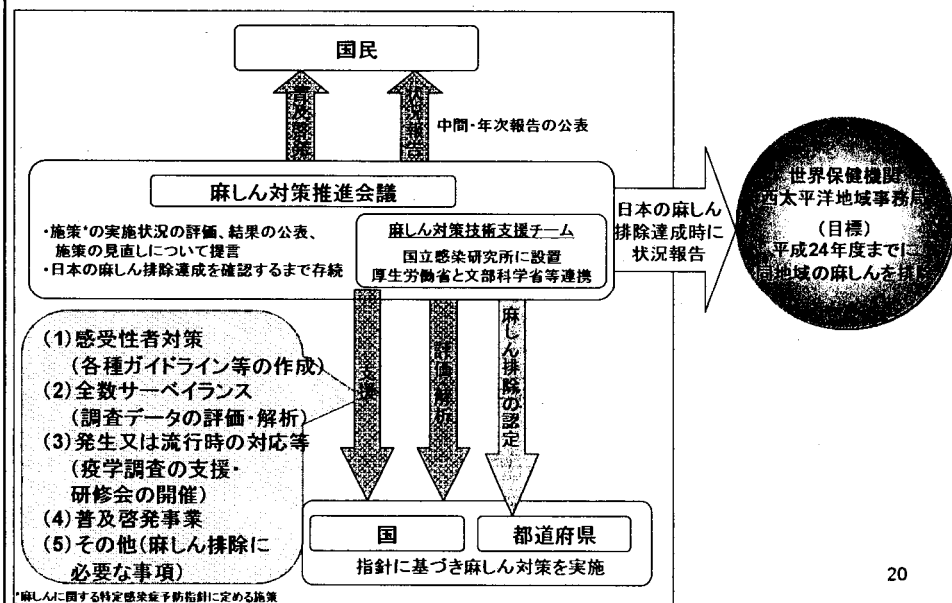 国民
普及啓発
状況報告
中間・年次報告の公表
麻しん対策推進会議
・施策*の実施状況の評価、結果の公表、
施策の見直しについて提言
・日本の麻しん排除達成を確認するまで存続
麻しん対策技術支援チーム
国立感染研究所に設置
厚生労働省と文部科学省等連携
日本の麻しん
排除達成時に
状況報告
世界保健機関
西太平洋地域事務局
(目標)
平成24年度までに
同地域の麻しんを排除
(1)感受性者対策
(各種ガイドライン等の作成)
(2)全数サーベイランス
(調査データの評価・解析)
(3)発生又は流行時の対応等
(疫学調査の支援・
研修会の開催)
(4)普及啓発事業
(5)その他(麻しん排除に
必要な事項)
支援
評価・解析
麻しん排除の認定
国
都道府県
指針に基づき麻しん対策を実施
*麻しんに関する特定感染症予防指針に定める施策
20